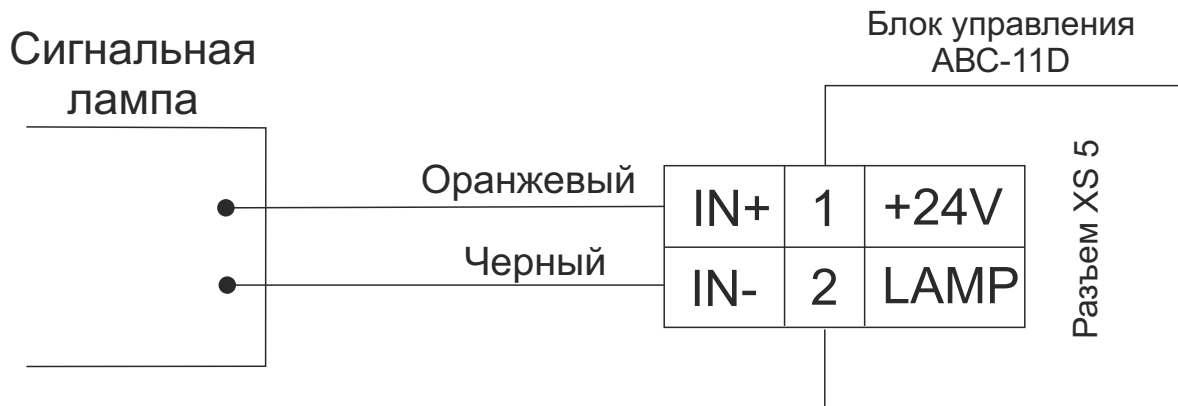 Сигнальная
лампа
Блок управления
ABC-11D
Оранжевый
Черный
IN+ 1 +24V
IN- 2 LAMP
Разъем XS 5